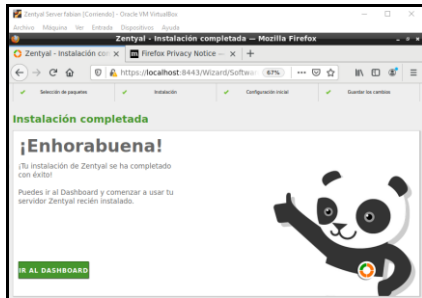 Zentyal Server fabian [Corriendo] - Oracle VM VirtualBox
Archivo Máquina Ver Entrada Dispositivos Ayuda
Zentyal - Instalación completada — Mozilla Firefox
Zentyal - Instalación con
Firefox Privacy Notice —
https://localhost:8443/Wizard/Softwar 67%
Selección de paquetes Instalación Configuración inicial Guardar los cambios
Instalación completada
¡Enhorabuena!
¡Tu instalación de Zentyal se ha completado
con éxito!
Puedes ir al Dashboard y comenzar a usar tu
servidor Zentyal recién instalado.
IR AL DASHBOARD